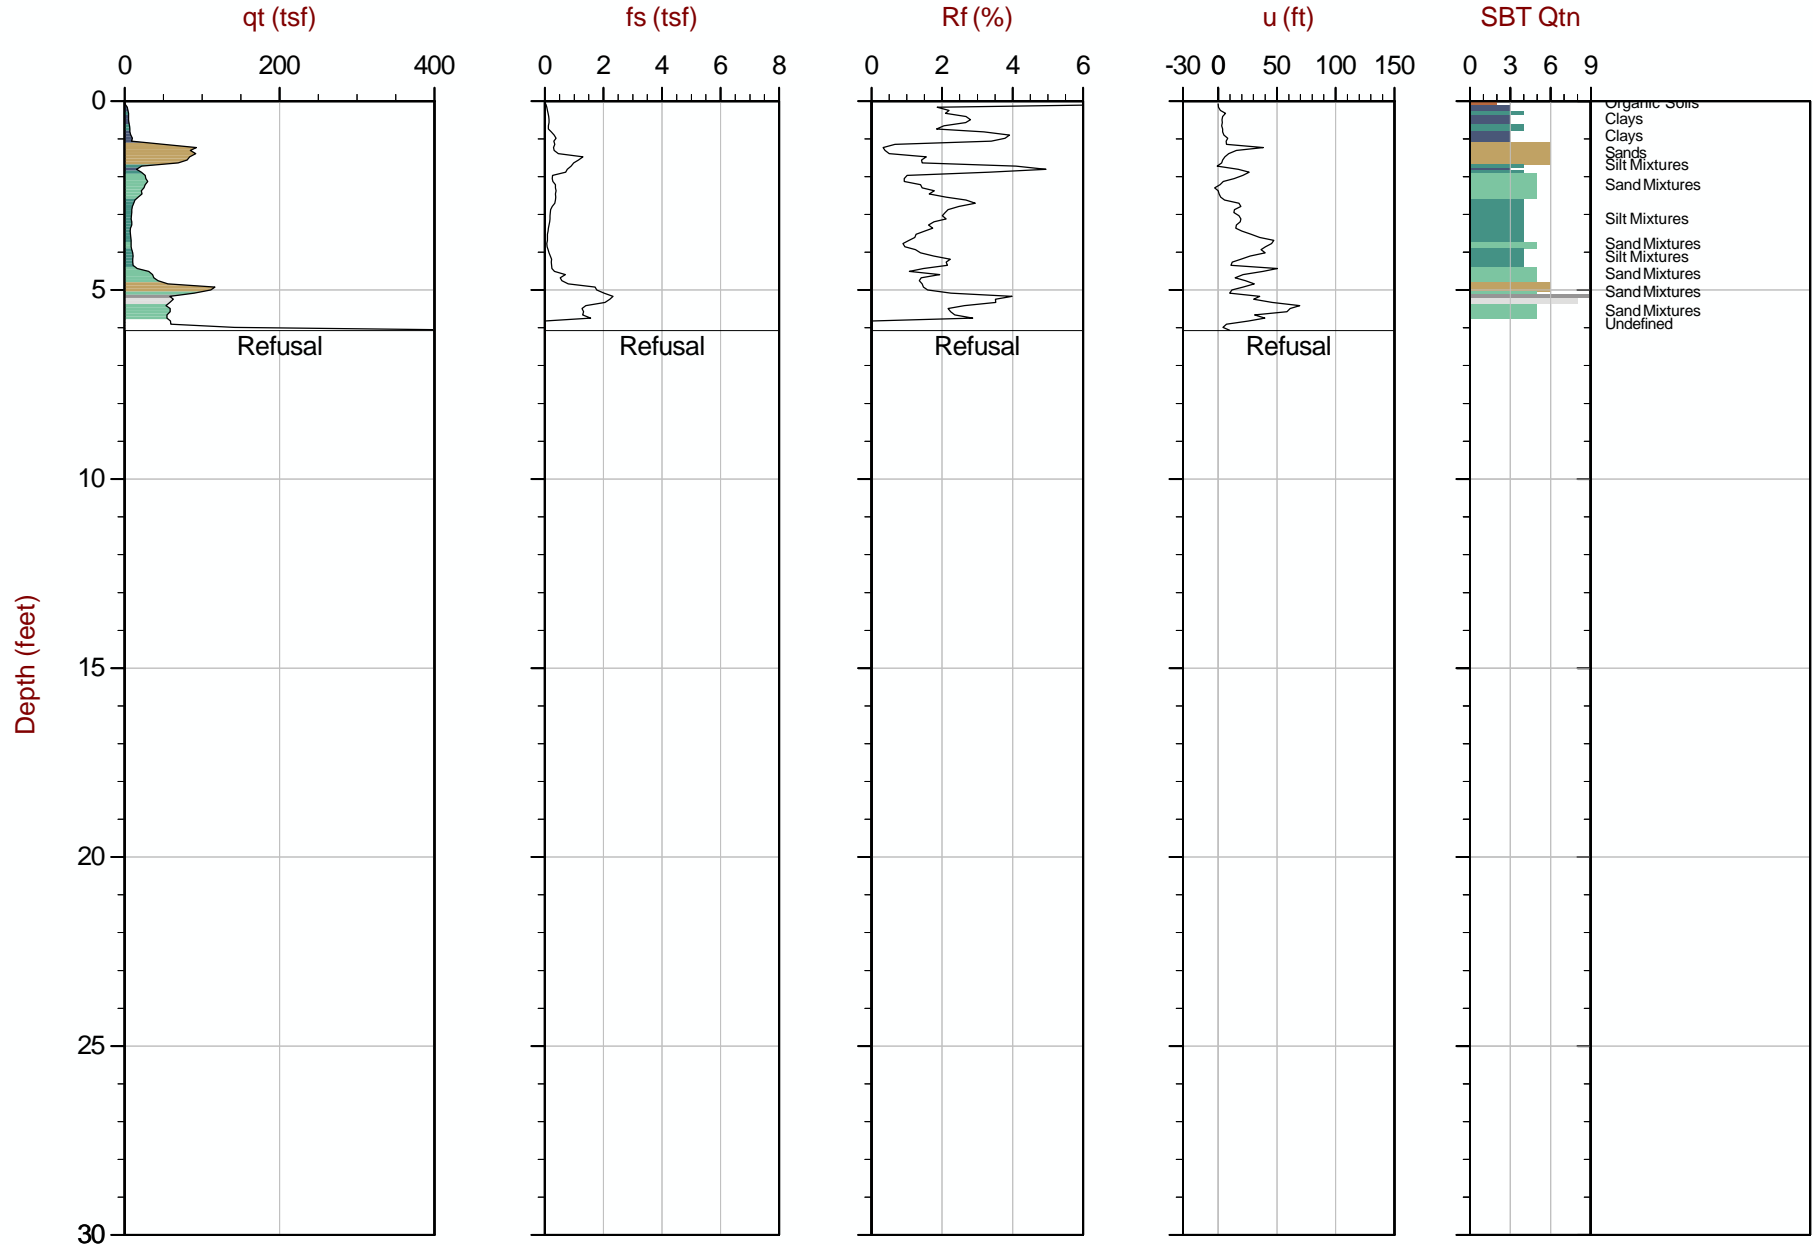 qt (tsf) fs (tsf) Rf (%) u (ft) SBT Qtn
0 200 400 0 2 4 6 8 0 2 4 6 -30 0 50 100 150 0 3 6 9
0
Organic Soils
Clays
Clays
Sands
Silt Mixtures
Sand Mixtures
Silt Mixtures
Sand Mixtures
Silt Mixtures
Sand Mixtures
5
Sand Mixtures
Sand Mixtures
Undefined
Refusal Refusal Refusal Refusal
10
Depth (feet)
15
20
25
30